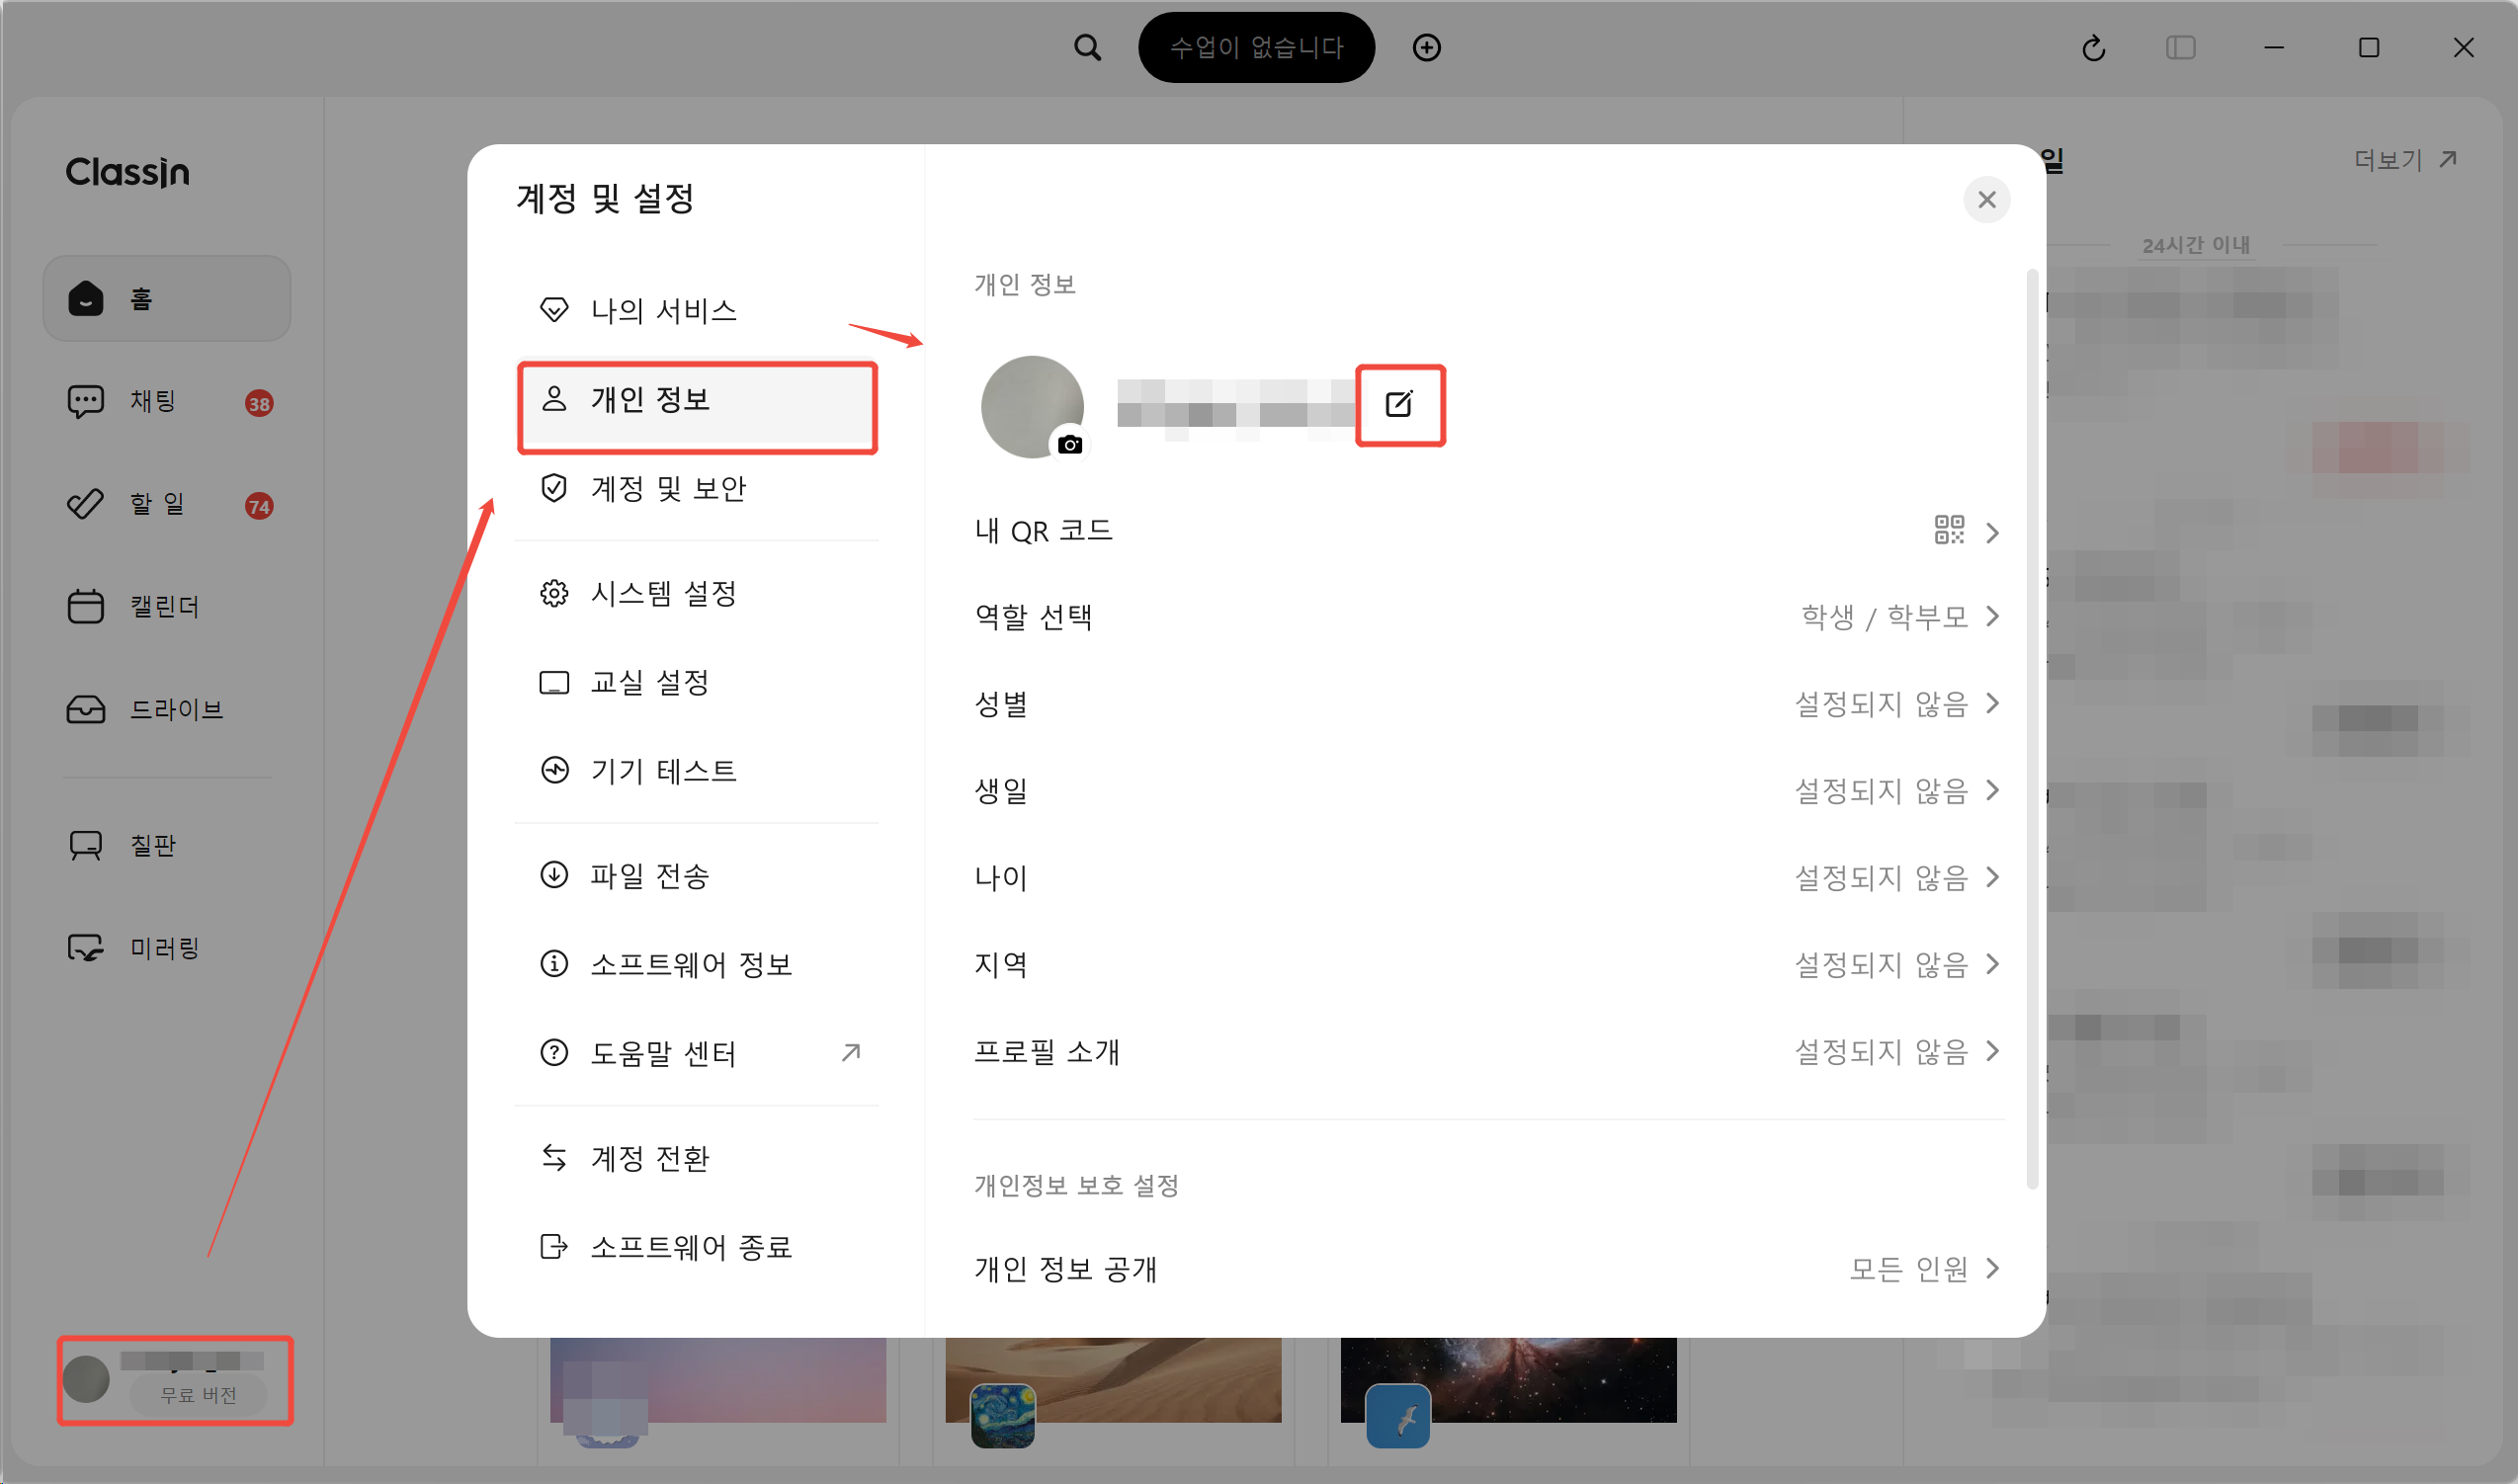 수업이 없습니다
ClassIn
홈
채팅
38
할 일
74
캘린더
드라이브
칠판
미러링
무료 버전
계정 및 설정
나의 서비스
개인 정보
계정 및 보안
시스템 설정
교실 설정
기기 테스트
파일 전송
소프트웨어 정보
도움말 센터
계정 전환
소프트웨어 종료
개인 정보
내 QR 코드
역할 선택
학생 / 학부모
성별
설정되지 않음
생일
설정되지 않음
나이
설정되지 않음
지역
설정되지 않음
프로필 소개
설정되지 않음
개인정보 보호 설정
개인 정보 공개
모든 인원
일
더보기
24시간 이내